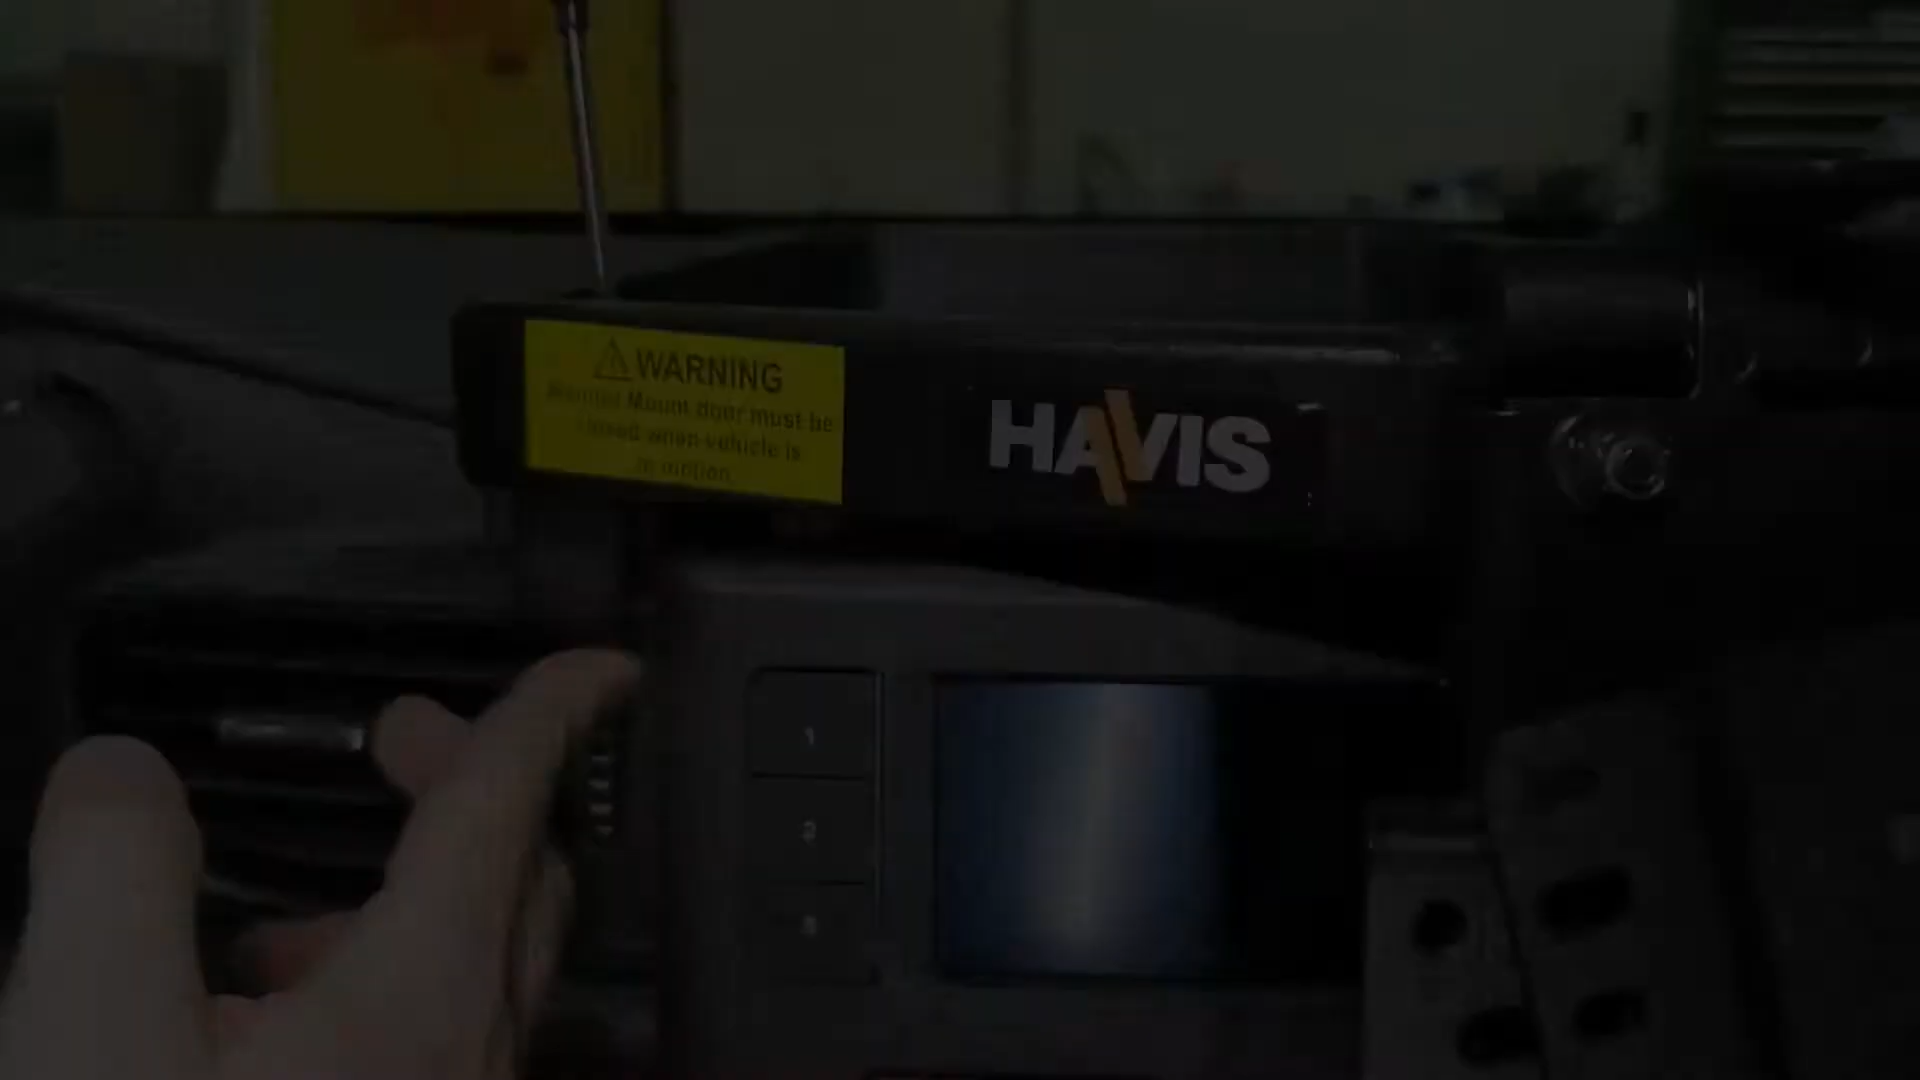 WARNING
Mount door must be
closed when vehicle is
in motion.
HAVIS
1
2
3